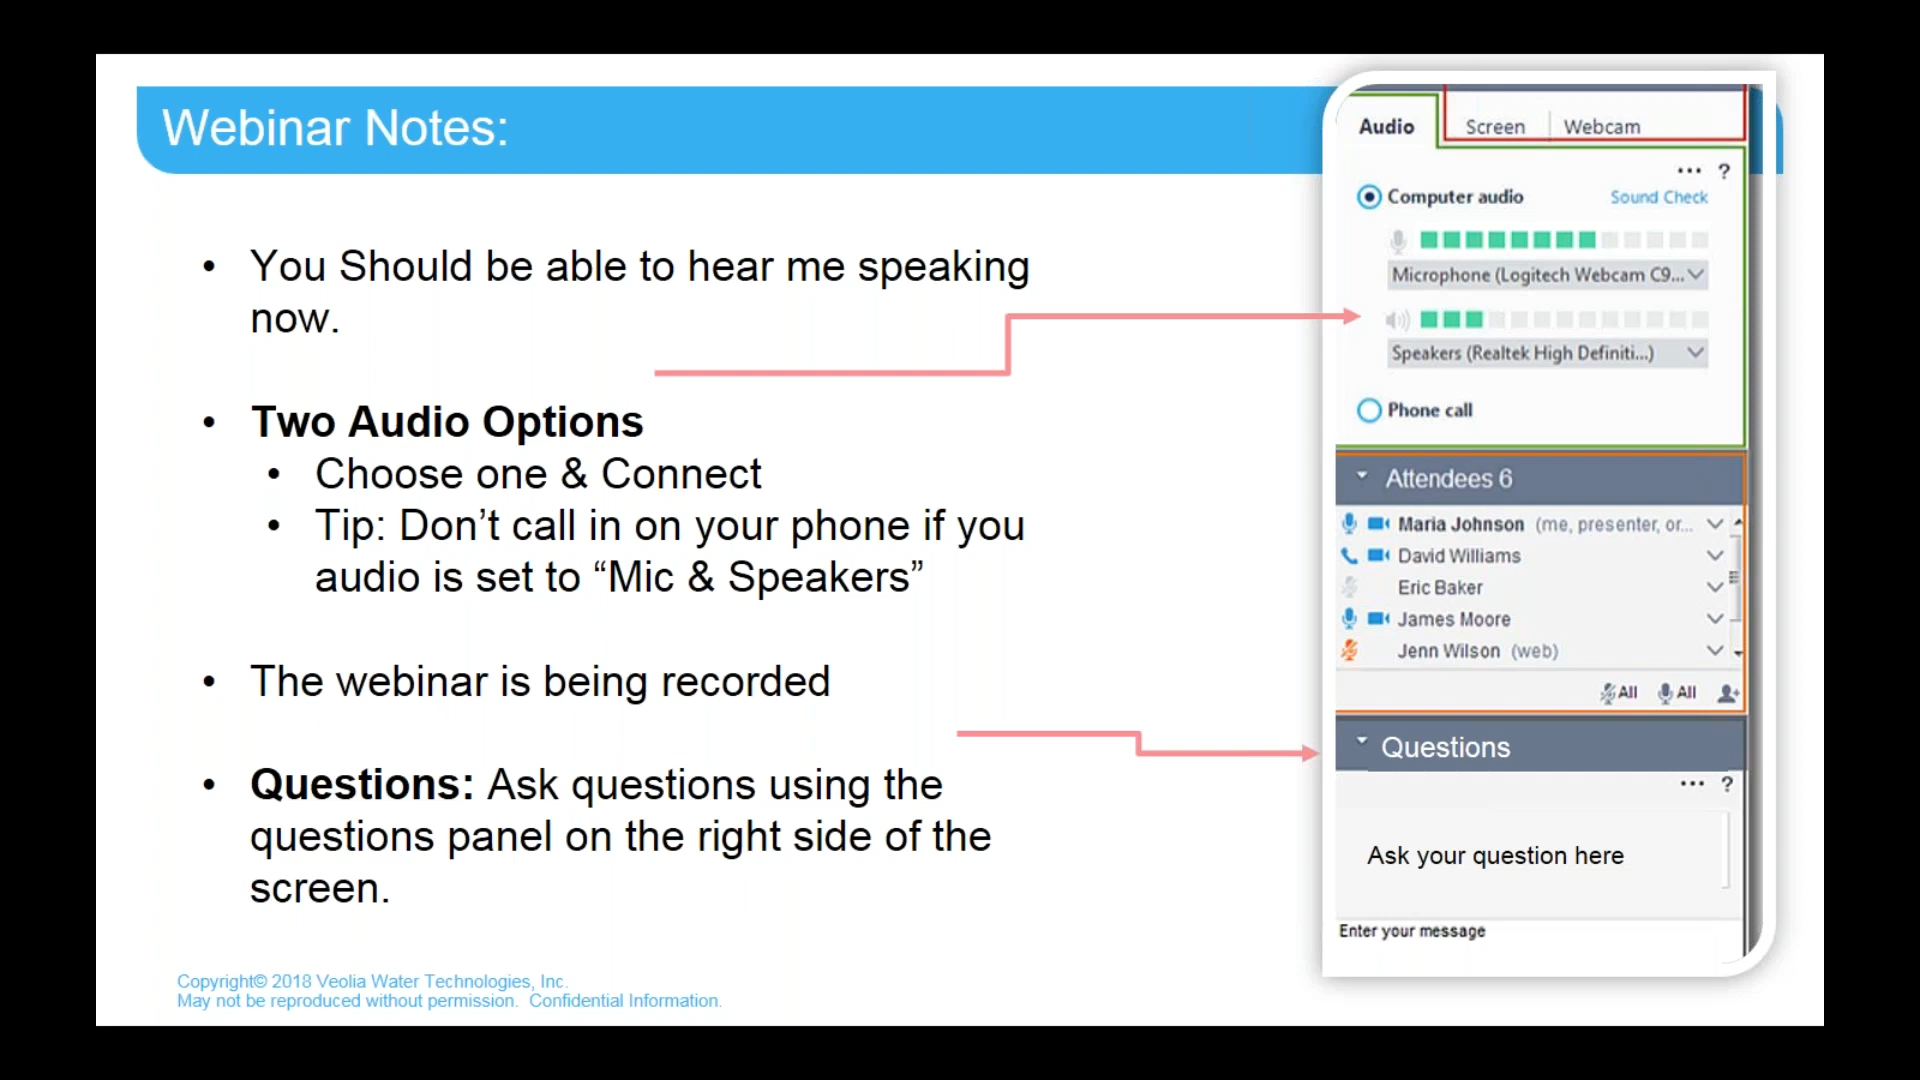 Webinar Notes:
• You Should be able to hear me speaking
now.
• Two Audio Options
• Choose one & Connect
• Tip: Don’t call in on your phone if you
audio is set to “Mic & Speakers”
• The webinar is being recorded
• Questions: Ask questions using the
questions panel on the right side of the
screen.
Copyright© 2018 Veolia Water Technologies, Inc.
May not be reproduced without permission. Confidential Information.
Audio Screen Webcam
... ?
Computer audio Sound Check
Microphone (Logitech Webcam C9...
Speakers (Realtek High Definiti...)
Phone call
Attendees 6
Maria Johnson (me, presenter, or...
David Williams
Eric Baker
James Moore
Jenn Wilson (web)
All All
Questions
... ?
Ask your question here
Enter your message